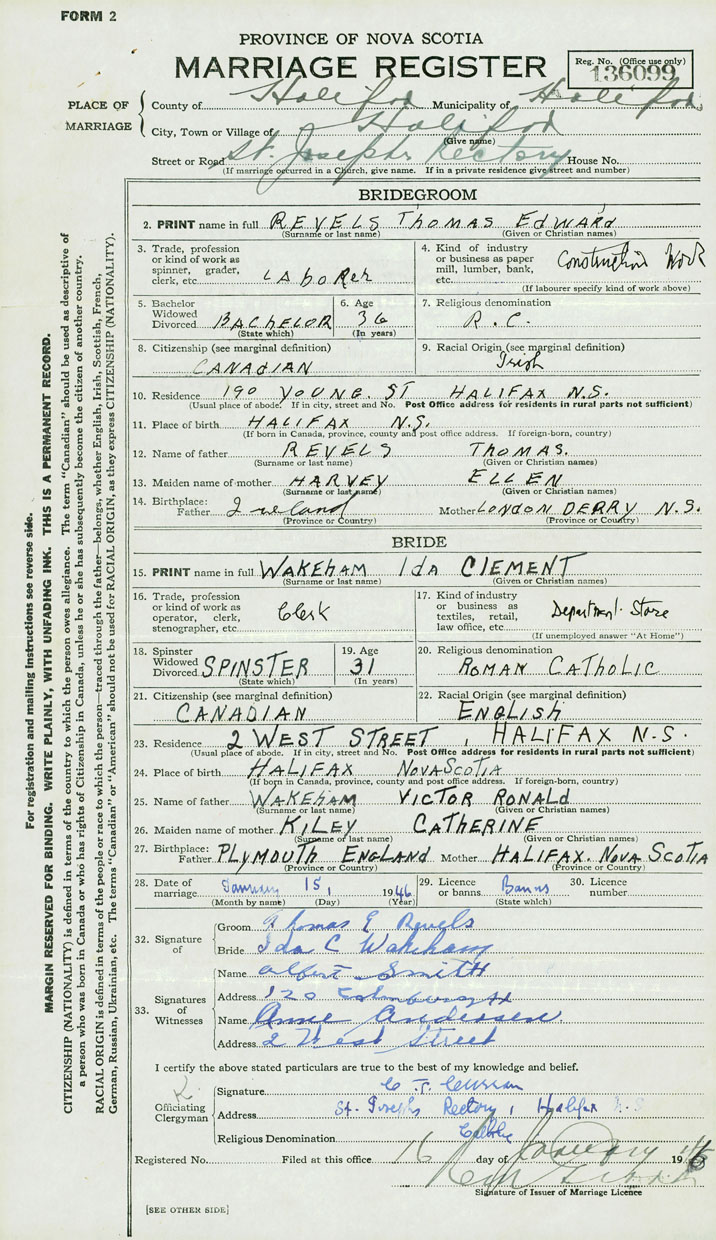 FORM 2
PROVINCE OF NOVA SCOTIA
MARRIAGE REGISTER
Reg. No. (Office use only)
136099
PLACE OF MARRIAGE
County of Halifax Municipality of Halifax
City, Town or Village of Halifax
(Give name)
Street or Road St. Josephs Rectory House No.
(If marriage occurred in a Church, give name. If in a private residence give street and number)
BRIDEGROOM
2. PRINT name in full REVELS THOMAS EDWARD
(Surname or last name) (Given or Christian names)
3. Trade, profession or kind of work as spinner, grader, clerk, etc. LABORER
4. Kind of industry or business as paper mill, lumber, bank, etc. Construction Work
(If labourer specify kind of work above)
5. Bachelor Widowed Divorced BACHELOR
(State which)
6. Age 36
(In years)
7. Religious denomination R.C.
8. Citizenship (see marginal definition) CANADIAN
9. Racial Origin (see marginal definition) Irish
10. Residence 190 YOUNG. ST HALIFAX N.S.
(Usual place of abode. If in city, street and No. Post Office address for residents in rural parts not sufficient)
11. Place of birth HALIFAX N.S.
(If born in Canada, province, county and post office address. If foreign-born, country)
12. Name of father REVELS THOMAS.
(Surname or last name) (Given or Christian names)
13. Maiden name of mother HARVEY ELLEN
(Surname or last name) (Given or Christian names)
14. Birthplace: Father Ireland Mother LONDON DERRY N.S.
(Province or Country) (Province or Country)
BRIDE
15. PRINT name in full WAKEHAM Ida CLEMENT
(Surname or last name) (Given or Christian names)
16. Trade, profession or kind of work as operator, clerk, stenographer, etc. Clerk
17. Kind of industry or business as textiles, retail, law office, etc. Department. Store
(If unemployed answer "At Home")
18. Spinster Widowed Divorced SPINSTER
(State which)
19. Age 31
(In years)
20. Religious denomination ROMAN CATHOLIC
21. Citizenship (see marginal definition) CANADIAN
22. Racial Origin (see marginal definition) ENGLISH
23. Residence 2 WEST STREET, HALIFAX N.S.
(Usual place of abode. If in city, street and No. Post Office address for residents in rural parts not sufficient)
24. Place of birth HALIFAX NOVA SCOTIA
(If born in Canada, province, county and post office address. If foreign-born, country)
25. Name of father WAKEHAM VICTOR RONALD
(Surname or last name) (Given or Christian names)
26. Maiden name of mother KILEY CATHERINE
(Surname or last name) (Given or Christian names)
27. Birthplace: Father PLYMOUTH ENGLAND Mother HALIFAX. NOVA SCOTIA
(Province or Country) (Province or Country)
28. Date of marriage January 15, 1946
(Month by name) (Day) (Year)
29. Licence or banns Banns
(State which)
30. Licence number
32. Signature of
Groom Thomas E Revels
Bride Ida C Wakeham
33. Signatures of Witnesses
Name Albert Smith
Address 120
Name Anne Anderson.
Address 2 West Street
I certify the above stated particulars are true to the best of my knowledge and belief.
Officiating Clergyman
Signature C J Curran
Address St. Josephs Rectory, Halifax N.S
Religious Denomination
Registered No. Filed at this office 16 day of January 1946
Signature of Issuer of Marriage Licence
[SEE OTHER SIDE]
For registration and mailing instructions see reverse side.
MARGIN RESERVED FOR BINDING. WRITE PLAINLY, WITH UNFADING INK. THIS IS A PERMANENT RECORD.
CITIZENSHIP (NATIONALITY) is defined in terms of the country to which the person owes allegiance. The term "Canadian" should be used as descriptive of
a person who was born in Canada or who has rights of Citizenship in Canada, unless he or she has subsequently become the citizen of another country.
RACIAL ORIGIN is defined in terms of the people or race to which the person—traced through the father—belongs, whether English, Irish, Scottish, French,
German, Russian, Ukrainian, etc. The terms "Canadian" or "American" should not be used for RACIAL ORIGIN, as they express CITIZENSHIP (NATIONALITY).